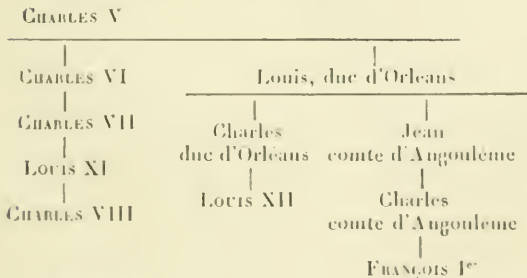 CHARLES V
CHARLES VI
Louis, duc d'Orléans
CHARLES VII
Charles
duc d'Orléans
Jean
comte d'Angoulême
LOUIS XI
LOUIS XII
Charles
comte d'Angoulême
CHARLES VIII
FRANÇOIS Ier